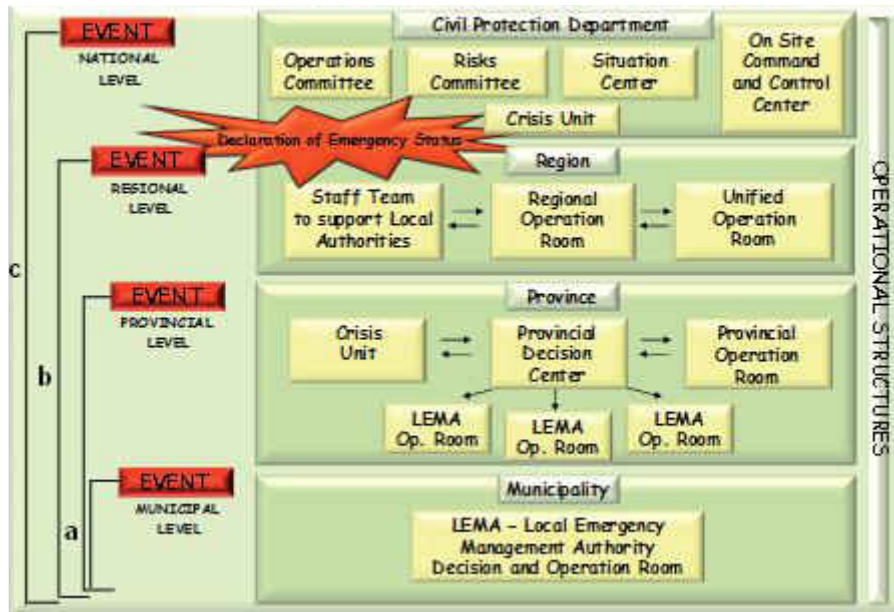 EVENT
NATIONAL
LEVEL
Civil Protection Department
Operations
Committee
Risks
Committee
Situation
Center
On Site
Command
and Control
Center
Crisis Unit
Declaration of Emergency Status
EVENT
REGIONAL
LEVEL
Region
Staff Team
to support Local
Authorities
Regional
Operation
Room
Unified
Operation
Room
c
EVENT
PROVINCIAL
LEVEL
Province
Crisis
Unit
Provincial
Decision
Center
Provincial
Operation
Room
b
LEMA
Op. Room
LEMA
Op. Room
LEMA
Op. Room
EVENT
MUNICIPAL
LEVEL
a
Municipality
LEMA – Local Emergency
Management Authority
Decision and Operation Room
OPERATIONAL STRUCTURES